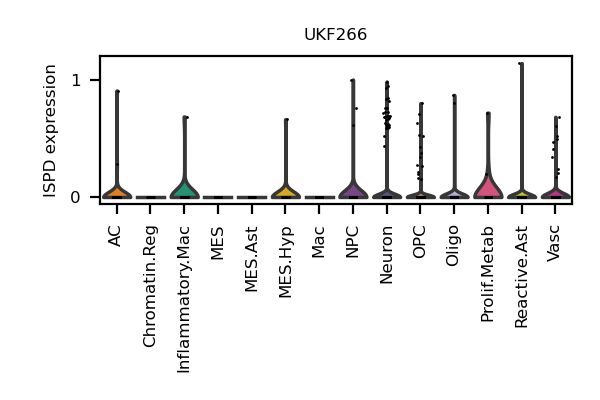 UKF266
ISPD expression
1
0
AC
Chromatin.Reg
Inflammatory.Mac
MES
MES.Ast
MES.Hyp
Mac
NPC
Neuron
OPC
Oligo
Prolif.Metab
Reactive.Ast
Vasc